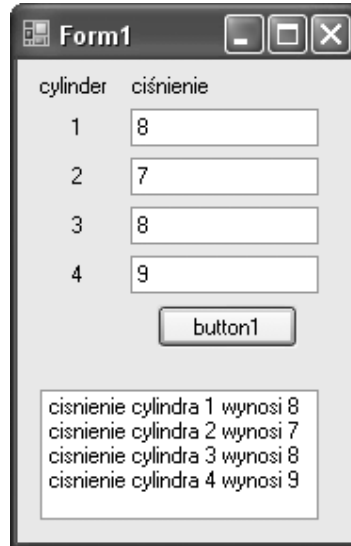 Form1
cylinder ciśnienie
1 8
2 7
3 8
4 9
button1
cisnienie cylindra 1 wynosi 8
cisnienie cylindra 2 wynosi 7
cisnienie cylindra 3 wynosi 8
cisnienie cylindra 4 wynosi 9